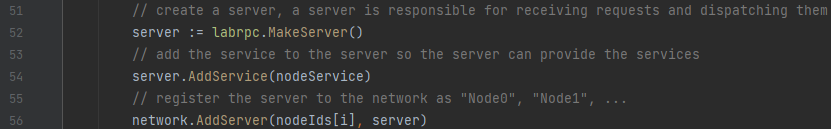 51 // create a server, a server is responsible for receiving requests and dispatching them
52 server := labrpc.MakeServer()
53 // add the service to the server so the server can provide the services
54 server.AddService(nodeService)
55 // register the server to the network as "Node0", "Node1", ...
56 network.AddServer(nodeIds[i], server)